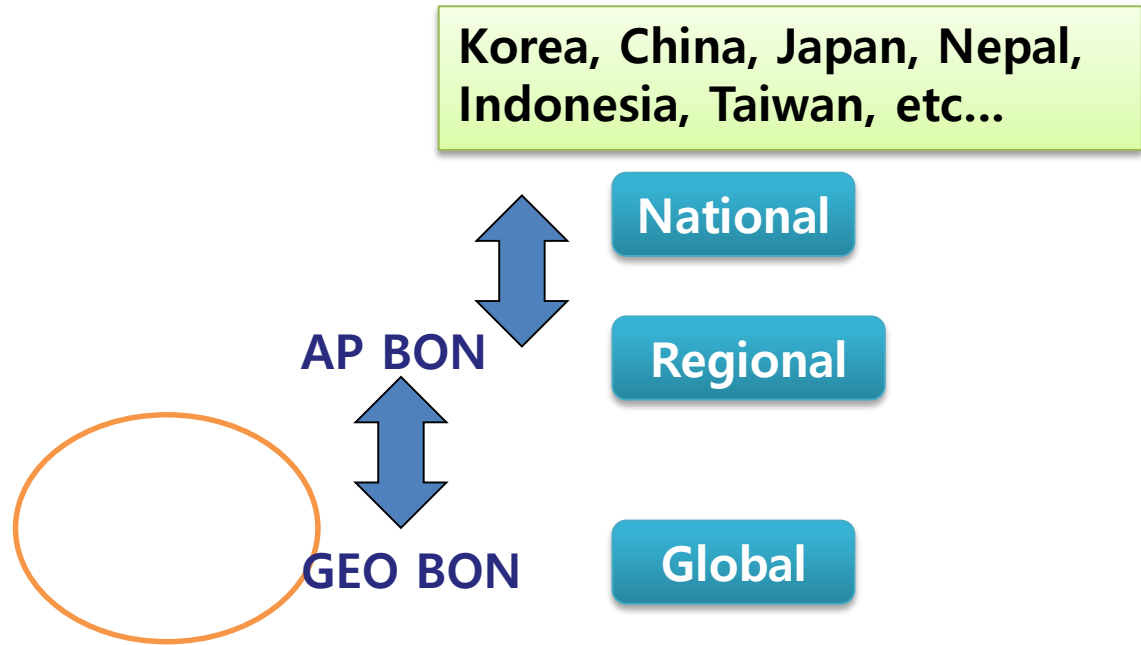 Korea, China, Japan, Nepal,
Indonesia, Taiwan, etc...
National
AP BON
Regional
GEO BON
Global